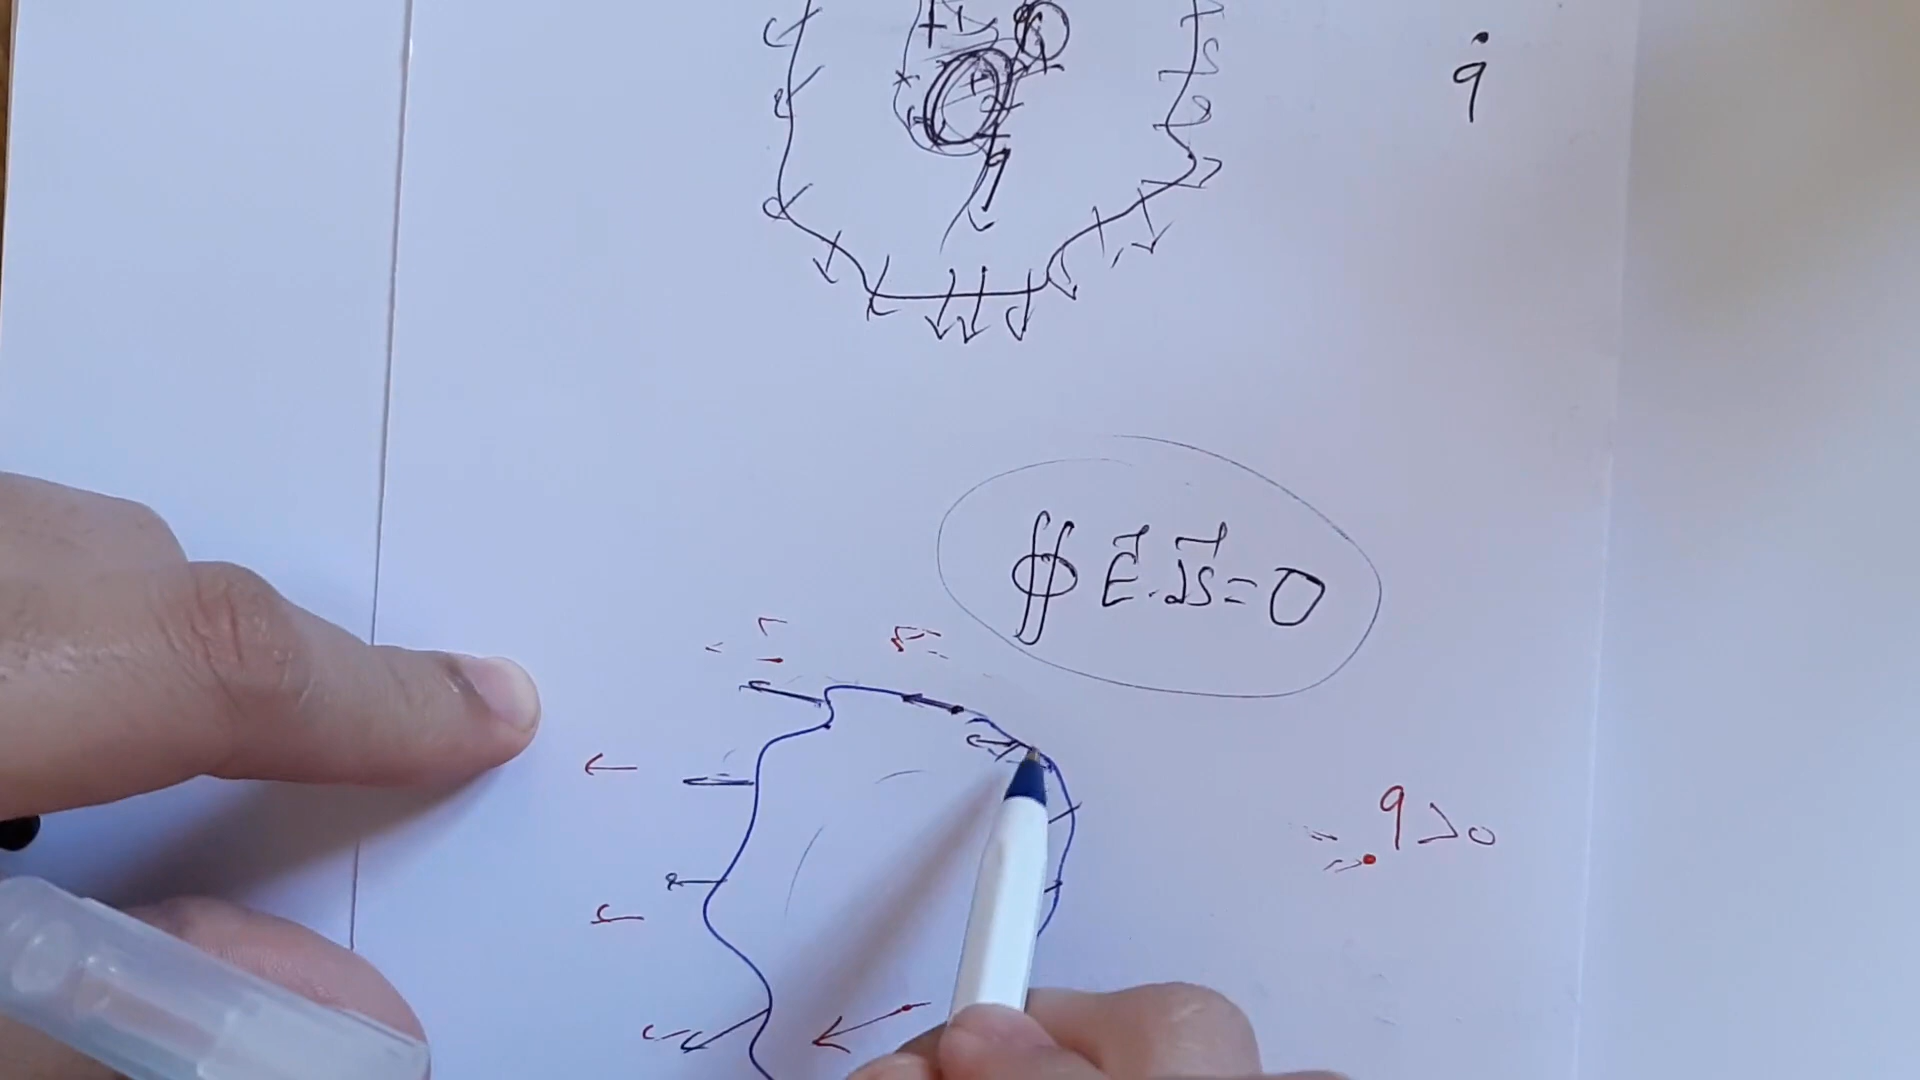 q
q
∯ E⃗·dS⃗ = 0
q>0